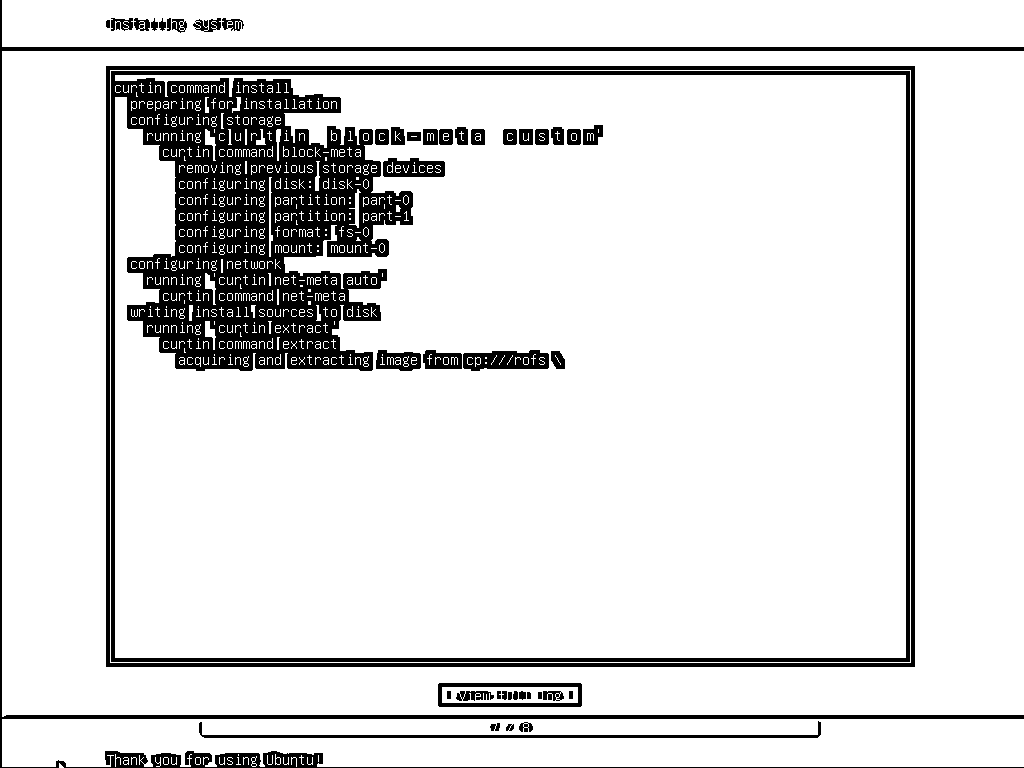 Installing system
curtin command install
preparing for installation
configuring storage
running 'curtin block-meta custom'
curtin command block-meta
removing previous storage devices
configuring disk: disk-0
configuring partition: part-0
configuring partition: part-1
configuring format: fs-0
configuring mount: mount-0
configuring network
running 'curtin net-meta auto'
curtin command net-meta
writing install sources to disk
running 'curtin extract'
curtin command extract
acquiring and extracting image from cp:///rofs \
Thank you for using Ubuntu!